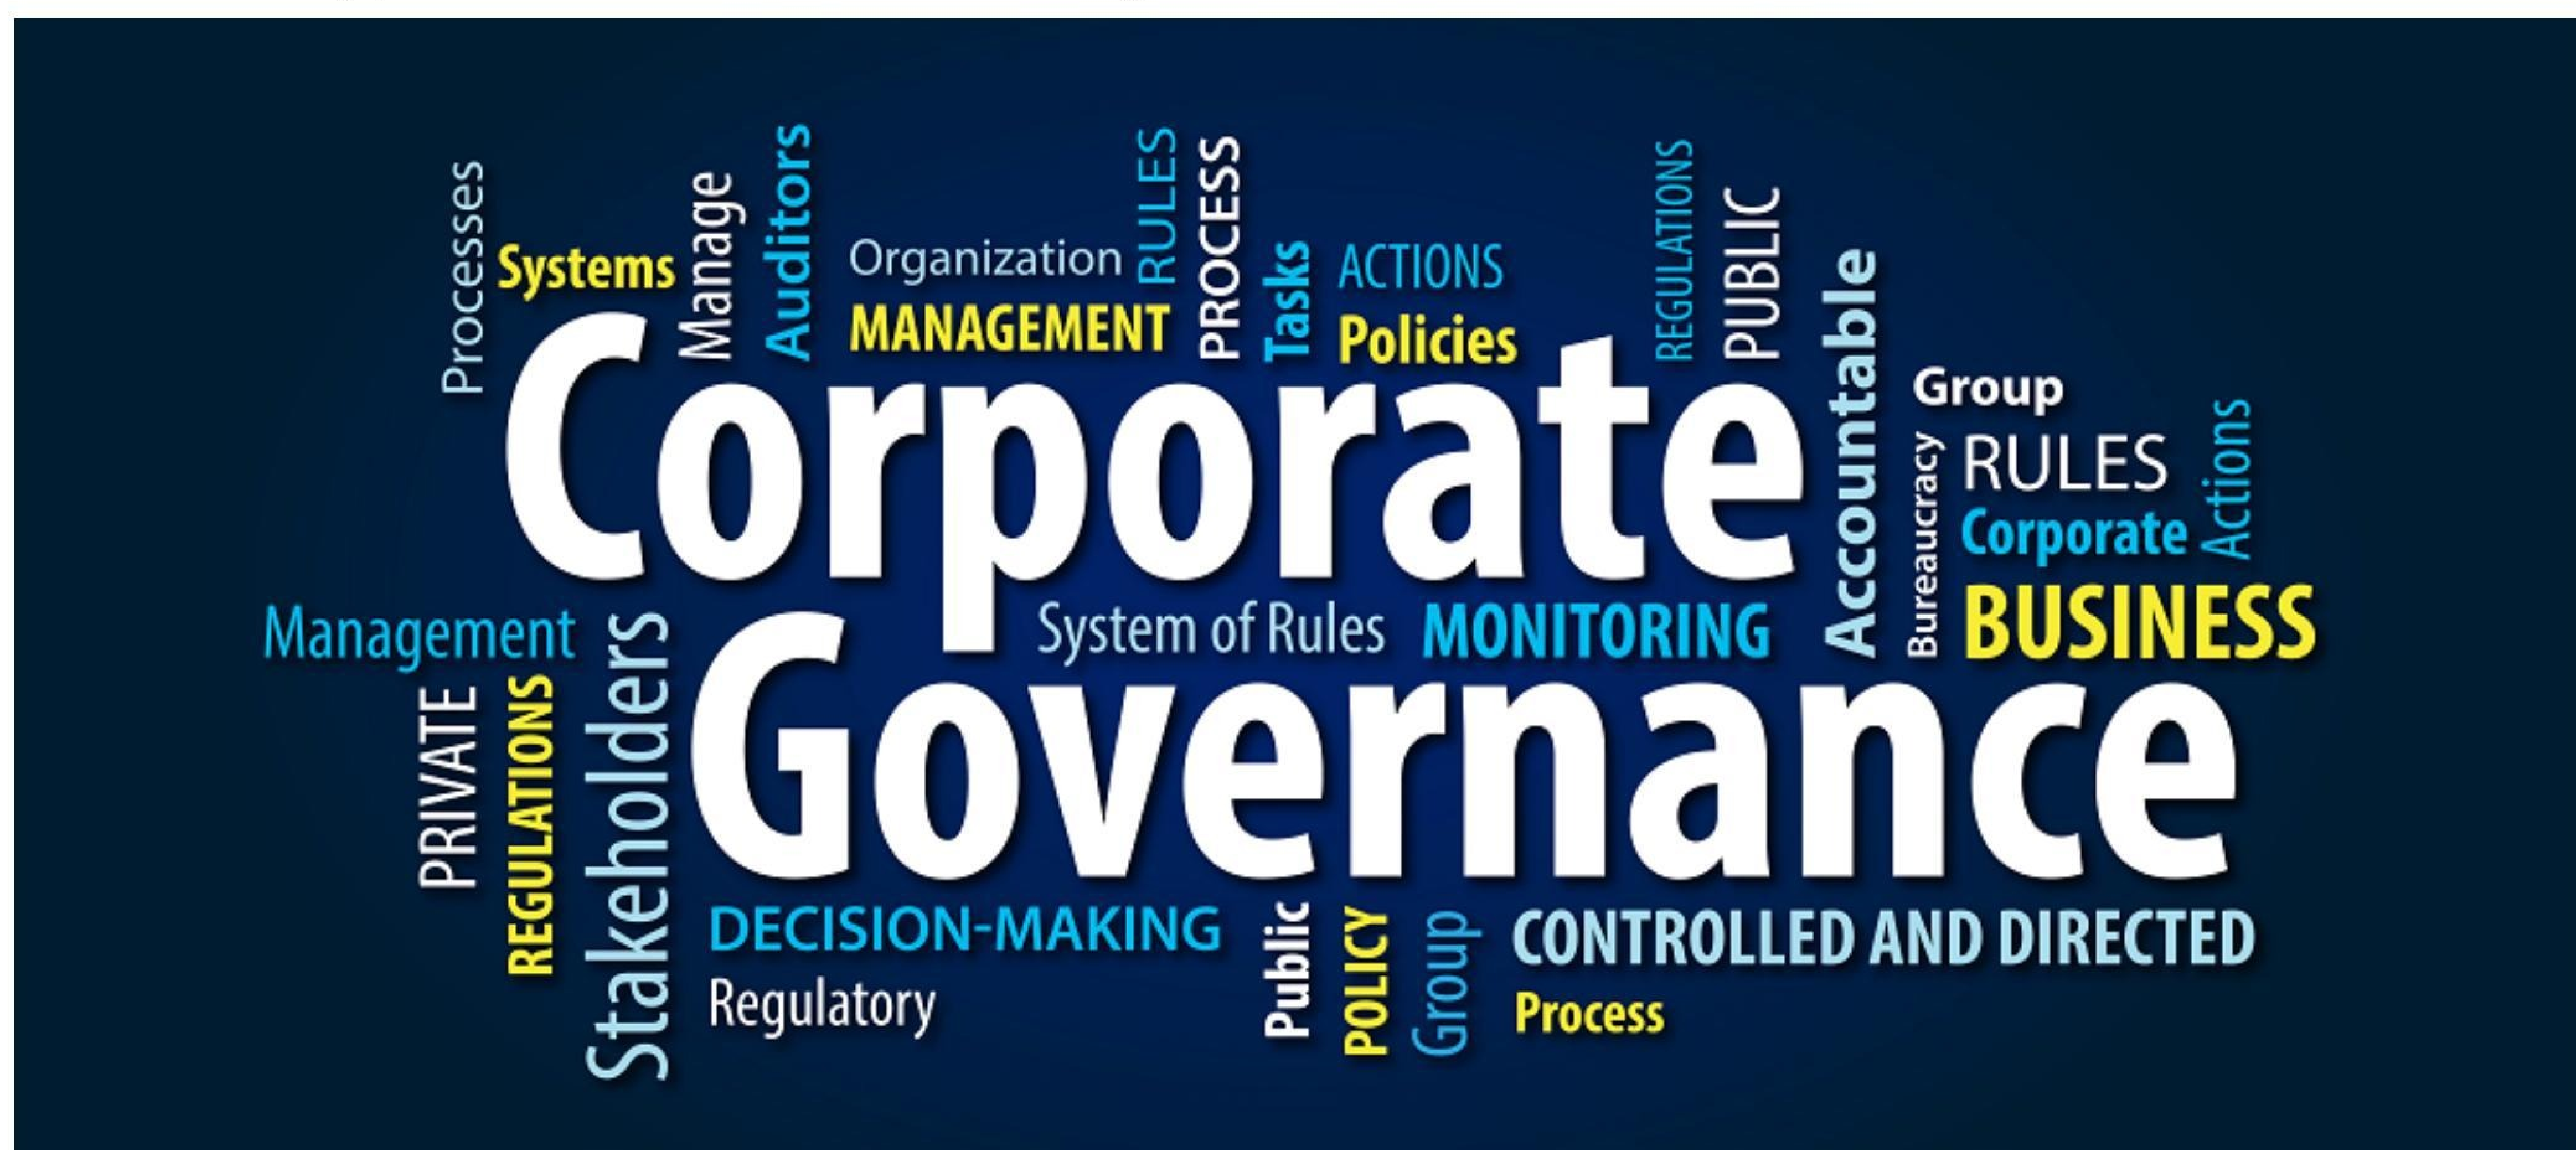 Processes
Systems
Manage
Auditors
Organization
RULES
PROCESS
MANAGEMENT
Tasks
ACTIONS
Policies
REGULATIONS
PUBLIC
Accountable
Group
Bureaucracy
RULES
Actions
Corporate
BUSINESS
Corporate
Management
System of Rules
MONITORING
PRIVATE
REGULATIONS
Stakeholders
Governance
DECISION-MAKING
Regulatory
Public
POLICY
Group
CONTROLLED AND DIRECTED
Process